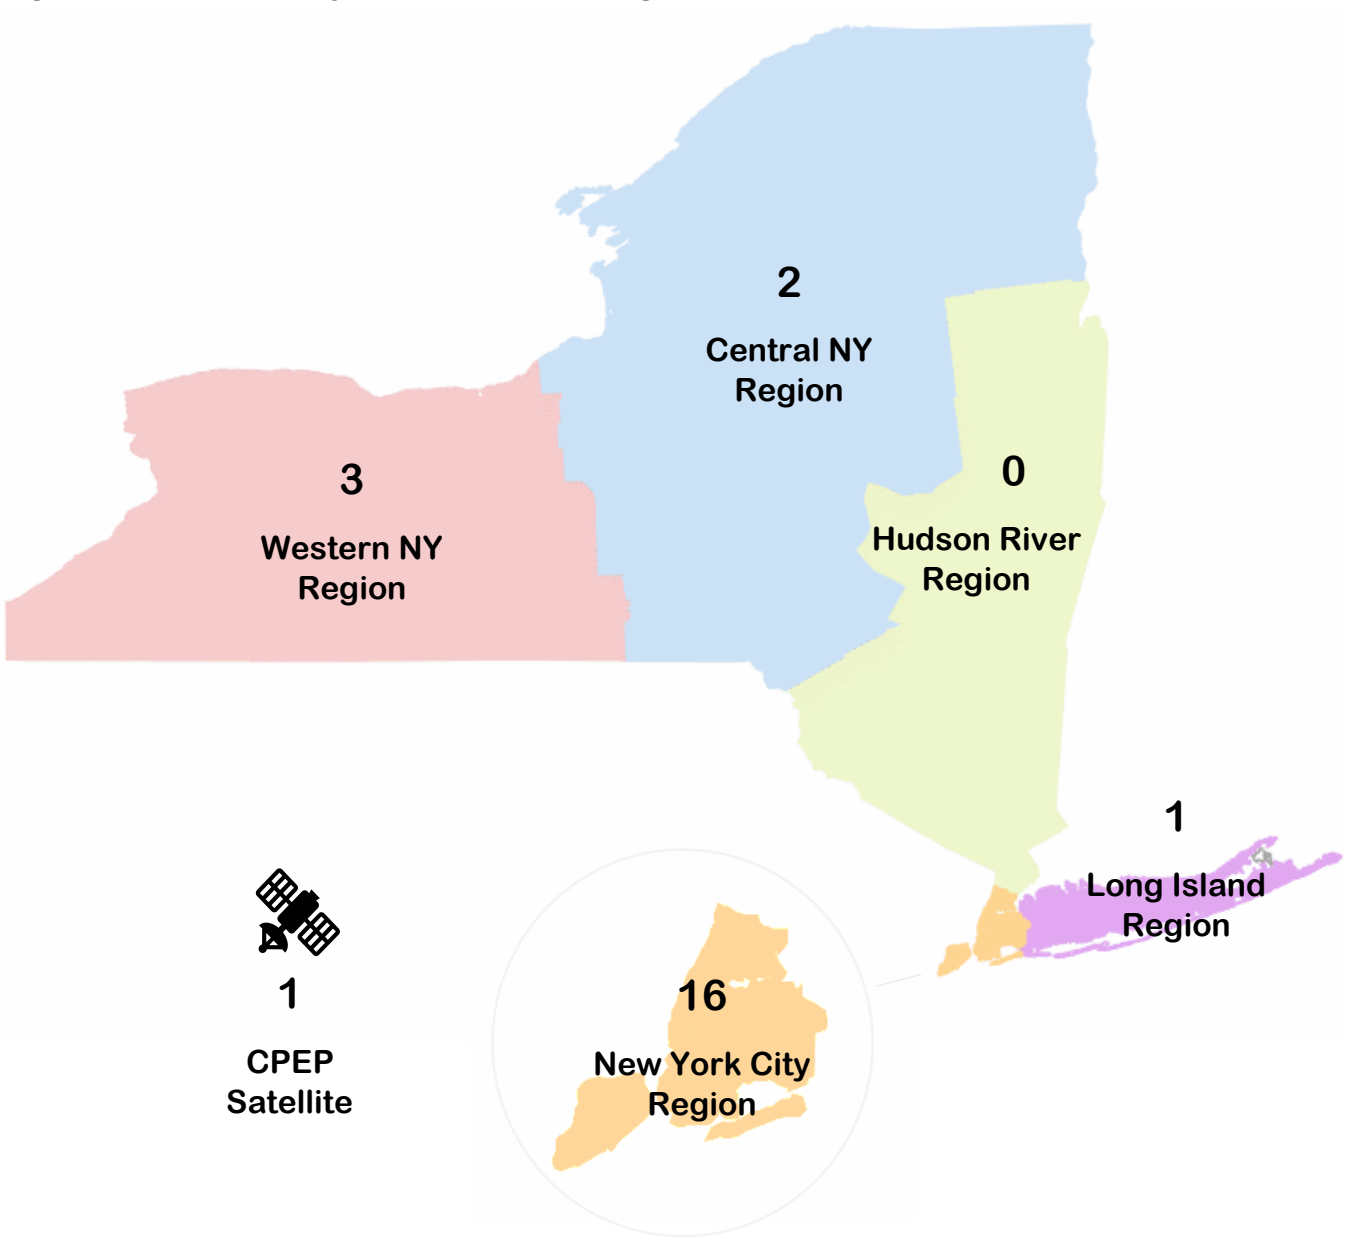 2
Central NY
Region
0
Hudson River
Region
3
Western NY
Region
1
Long Island
Region
1
CPEP
Satellite
16
New York City
Region